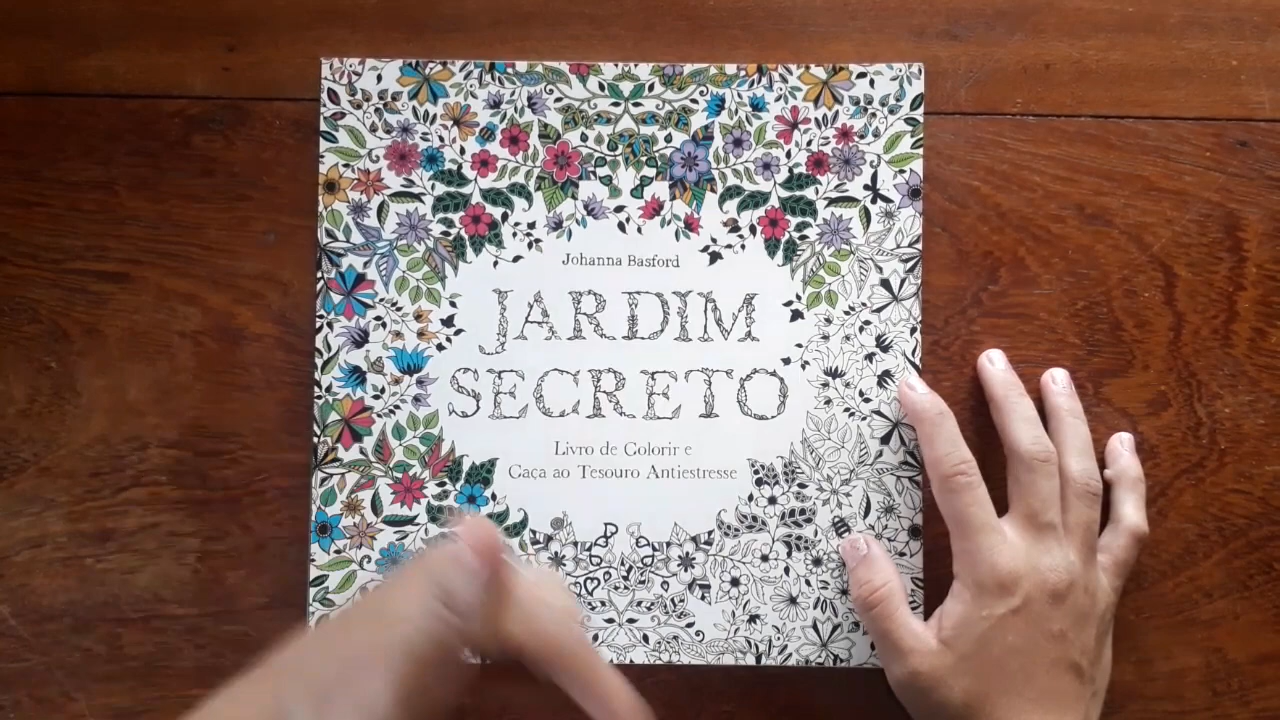 Johanna Basford
JARDIM
SECRETO
Livro de Colorir e
Caça ao Tesouro Antiestresse